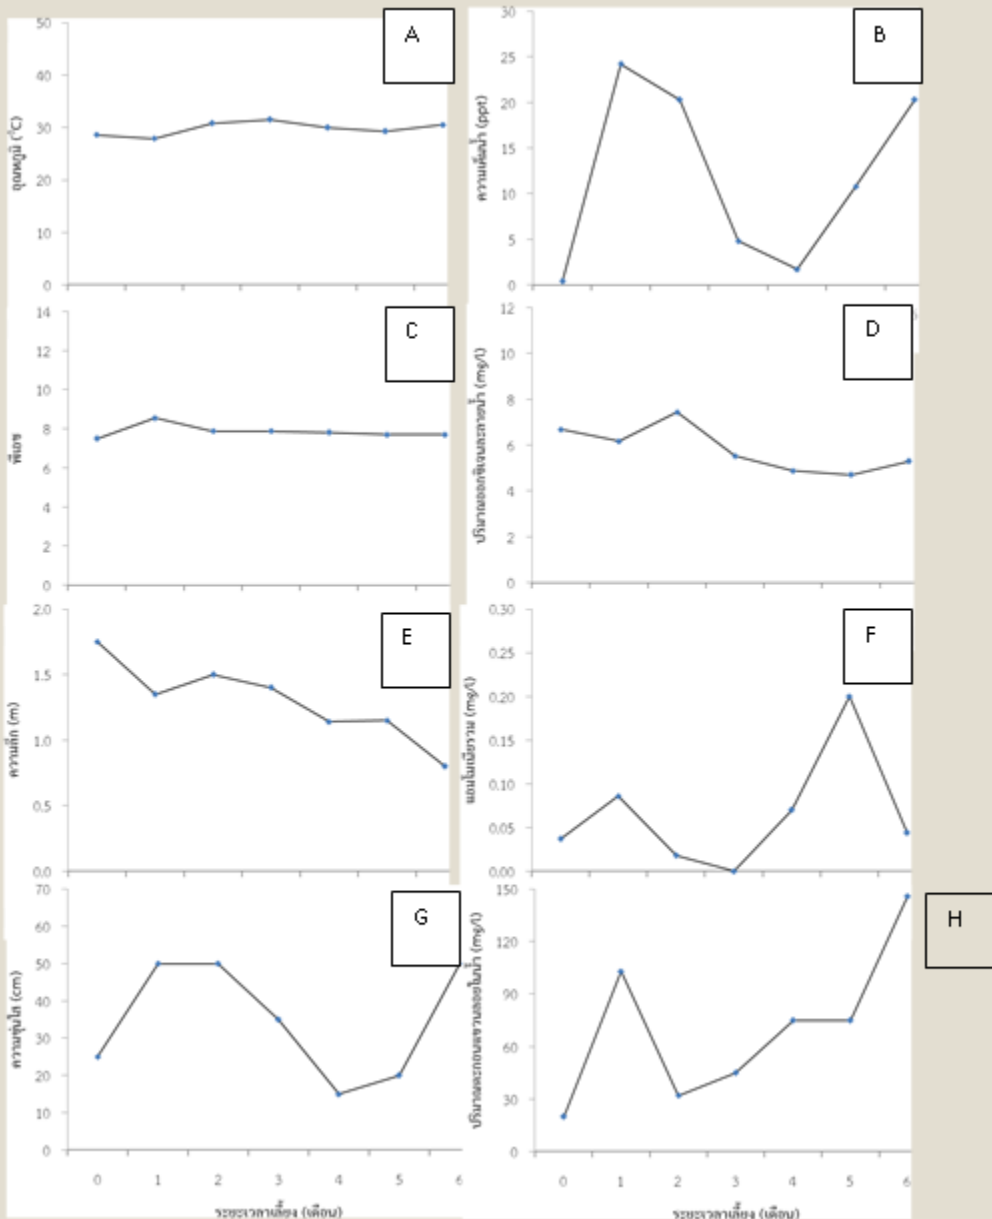 A
50
40
30
20
10
0
อุณหภูมิ (°C)
B
30
25
20
15
10
5
0
ความเค็มน้ำ (ppt)
C
14
12
10
8
6
4
2
0
พีเอช
D
12
10
8
6
4
2
0
ปริมาณออกซิเจนละลายน้ำ (mg/l)
E
2.0
1.5
1.0
0.5
0.0
ความลึก (m)
F
0.30
0.25
0.20
0.15
0.10
0.05
0.00
แอมโมเนียรวม (mg/l)
G
70
60
50
40
30
20
10
0
ความขุ่นใส (cm)
0 1 2 3 4 5 6
ระยะเวลาเลี้ยง (เดือน)
H
150
120
90
60
30
0
ปริมาณตะกอนแขวนลอยในน้ำ (mg/l)
0 1 2 3 4 5 6
ระยะเวลาเลี้ยง (เดือน)